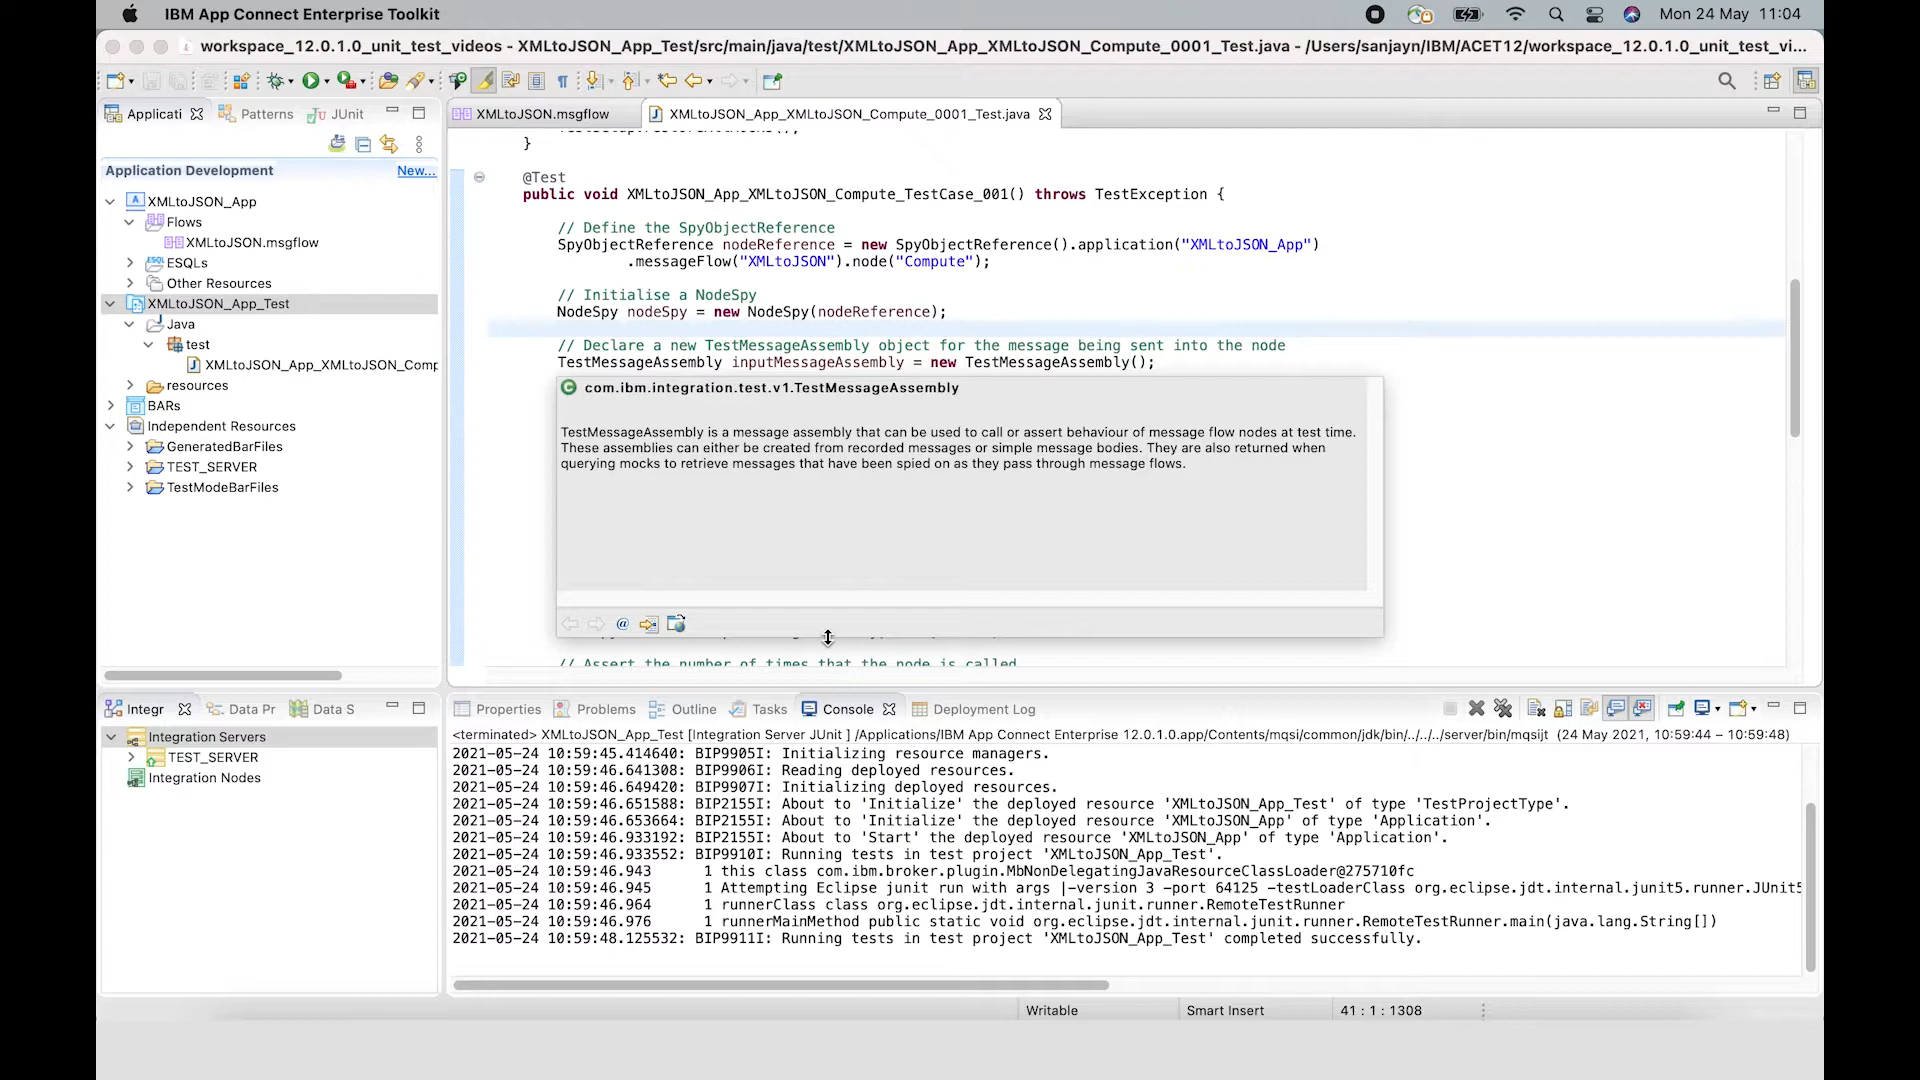 IBM App Connect Enterprise Toolkit
Mon 24 May 11:04
workspace_12.0.1.0_unit_test_videos - XMLtoJSON_App_Test/src/main/java/test/XMLtoJSON_App_XMLtoJSON_Compute_0001_Test.java - /Users/sanjayn/IBM/ACET12/workspace_12.0.1.0_unit_test_vi...
Applicati
Patterns
JUnit
XMLtoJSON.msgflow
XMLtoJSON_App_XMLtoJSON_Compute_0001_Test.java
Application Development
New...
XMLtoJSON_App
Flows
XMLtoJSON.msgflow
ESQLs
Other Resources
XMLtoJSON_App_Test
Java
test
XMLtoJSON_App_XMLtoJSON_Comp
resources
BARs
Independent Resources
GeneratedBarFiles
TEST_SERVER
TestModeBarFiles
}
@Test
public void XMLtoJSON_App_XMLtoJSON_Compute_TestCase_001() throws TestException {
// Define the SpyObjectReference
SpyObjectReference nodeReference = new SpyObjectReference().application("XMLtoJSON_App")
.messageFlow("XMLtoJSON").node("Compute");
// Initialise a NodeSpy
NodeSpy nodeSpy = new NodeSpy(nodeReference);
// Declare a new TestMessageAssembly object for the message being sent into the node
TestMessageAssembly inputMessageAssembly = new TestMessageAssembly();
com.ibm.integration.test.v1.TestMessageAssembly
TestMessageAssembly is a message assembly that can be used to call or assert behaviour of message flow nodes at test time.
These assemblies can either be created from recorded messages or simple message bodies. They are also returned when
querying mocks to retrieve messages that have been spied on as they pass through message flows.
// Assert the number of times that the node is called
Integr
Data Pr
Data S
Integration Servers
TEST_SERVER
Integration Nodes
Properties
Problems
Outline
Tasks
Console
Deployment Log
<terminated> XMLtoJSON_App_Test [Integration Server JUnit ] /Applications/IBM App Connect Enterprise 12.0.1.0.app/Contents/mqsi/common/jdk/bin/../../../server/bin/mqsijt (24 May 2021, 10:59:44 – 10:59:48)
2021-05-24 10:59:45.414640: BIP9905I: Initializing resource managers.
2021-05-24 10:59:46.641308: BIP9906I: Reading deployed resources.
2021-05-24 10:59:46.649420: BIP9907I: Initializing deployed resources.
2021-05-24 10:59:46.651588: BIP2155I: About to 'Initialize' the deployed resource 'XMLtoJSON_App_Test' of type 'TestProjectType'.
2021-05-24 10:59:46.653664: BIP2155I: About to 'Initialize' the deployed resource 'XMLtoJSON_App' of type 'Application'.
2021-05-24 10:59:46.933192: BIP2155I: About to 'Start' the deployed resource 'XMLtoJSON_App' of type 'Application'.
2021-05-24 10:59:46.933552: BIP9910I: Running tests in test project 'XMLtoJSON_App_Test'.
2021-05-24 10:59:46.943 1 this class com.ibm.broker.plugin.MbNonDelegatingJavaResourceClassLoader@275710fc
2021-05-24 10:59:46.945 1 Attempting Eclipse junit run with args |-version 3 -port 64125 -testLoaderClass org.eclipse.jdt.internal.junit5.runner.JUnit5
2021-05-24 10:59:46.964 1 runnerClass class org.eclipse.jdt.internal.junit.runner.RemoteTestRunner
2021-05-24 10:59:46.976 1 runnerMainMethod public static void org.eclipse.jdt.internal.junit.runner.RemoteTestRunner.main(java.lang.String[])
2021-05-24 10:59:48.125532: BIP9911I: Running tests in test project 'XMLtoJSON_App_Test' completed successfully.
Writable
Smart Insert
41 : 1 : 1308